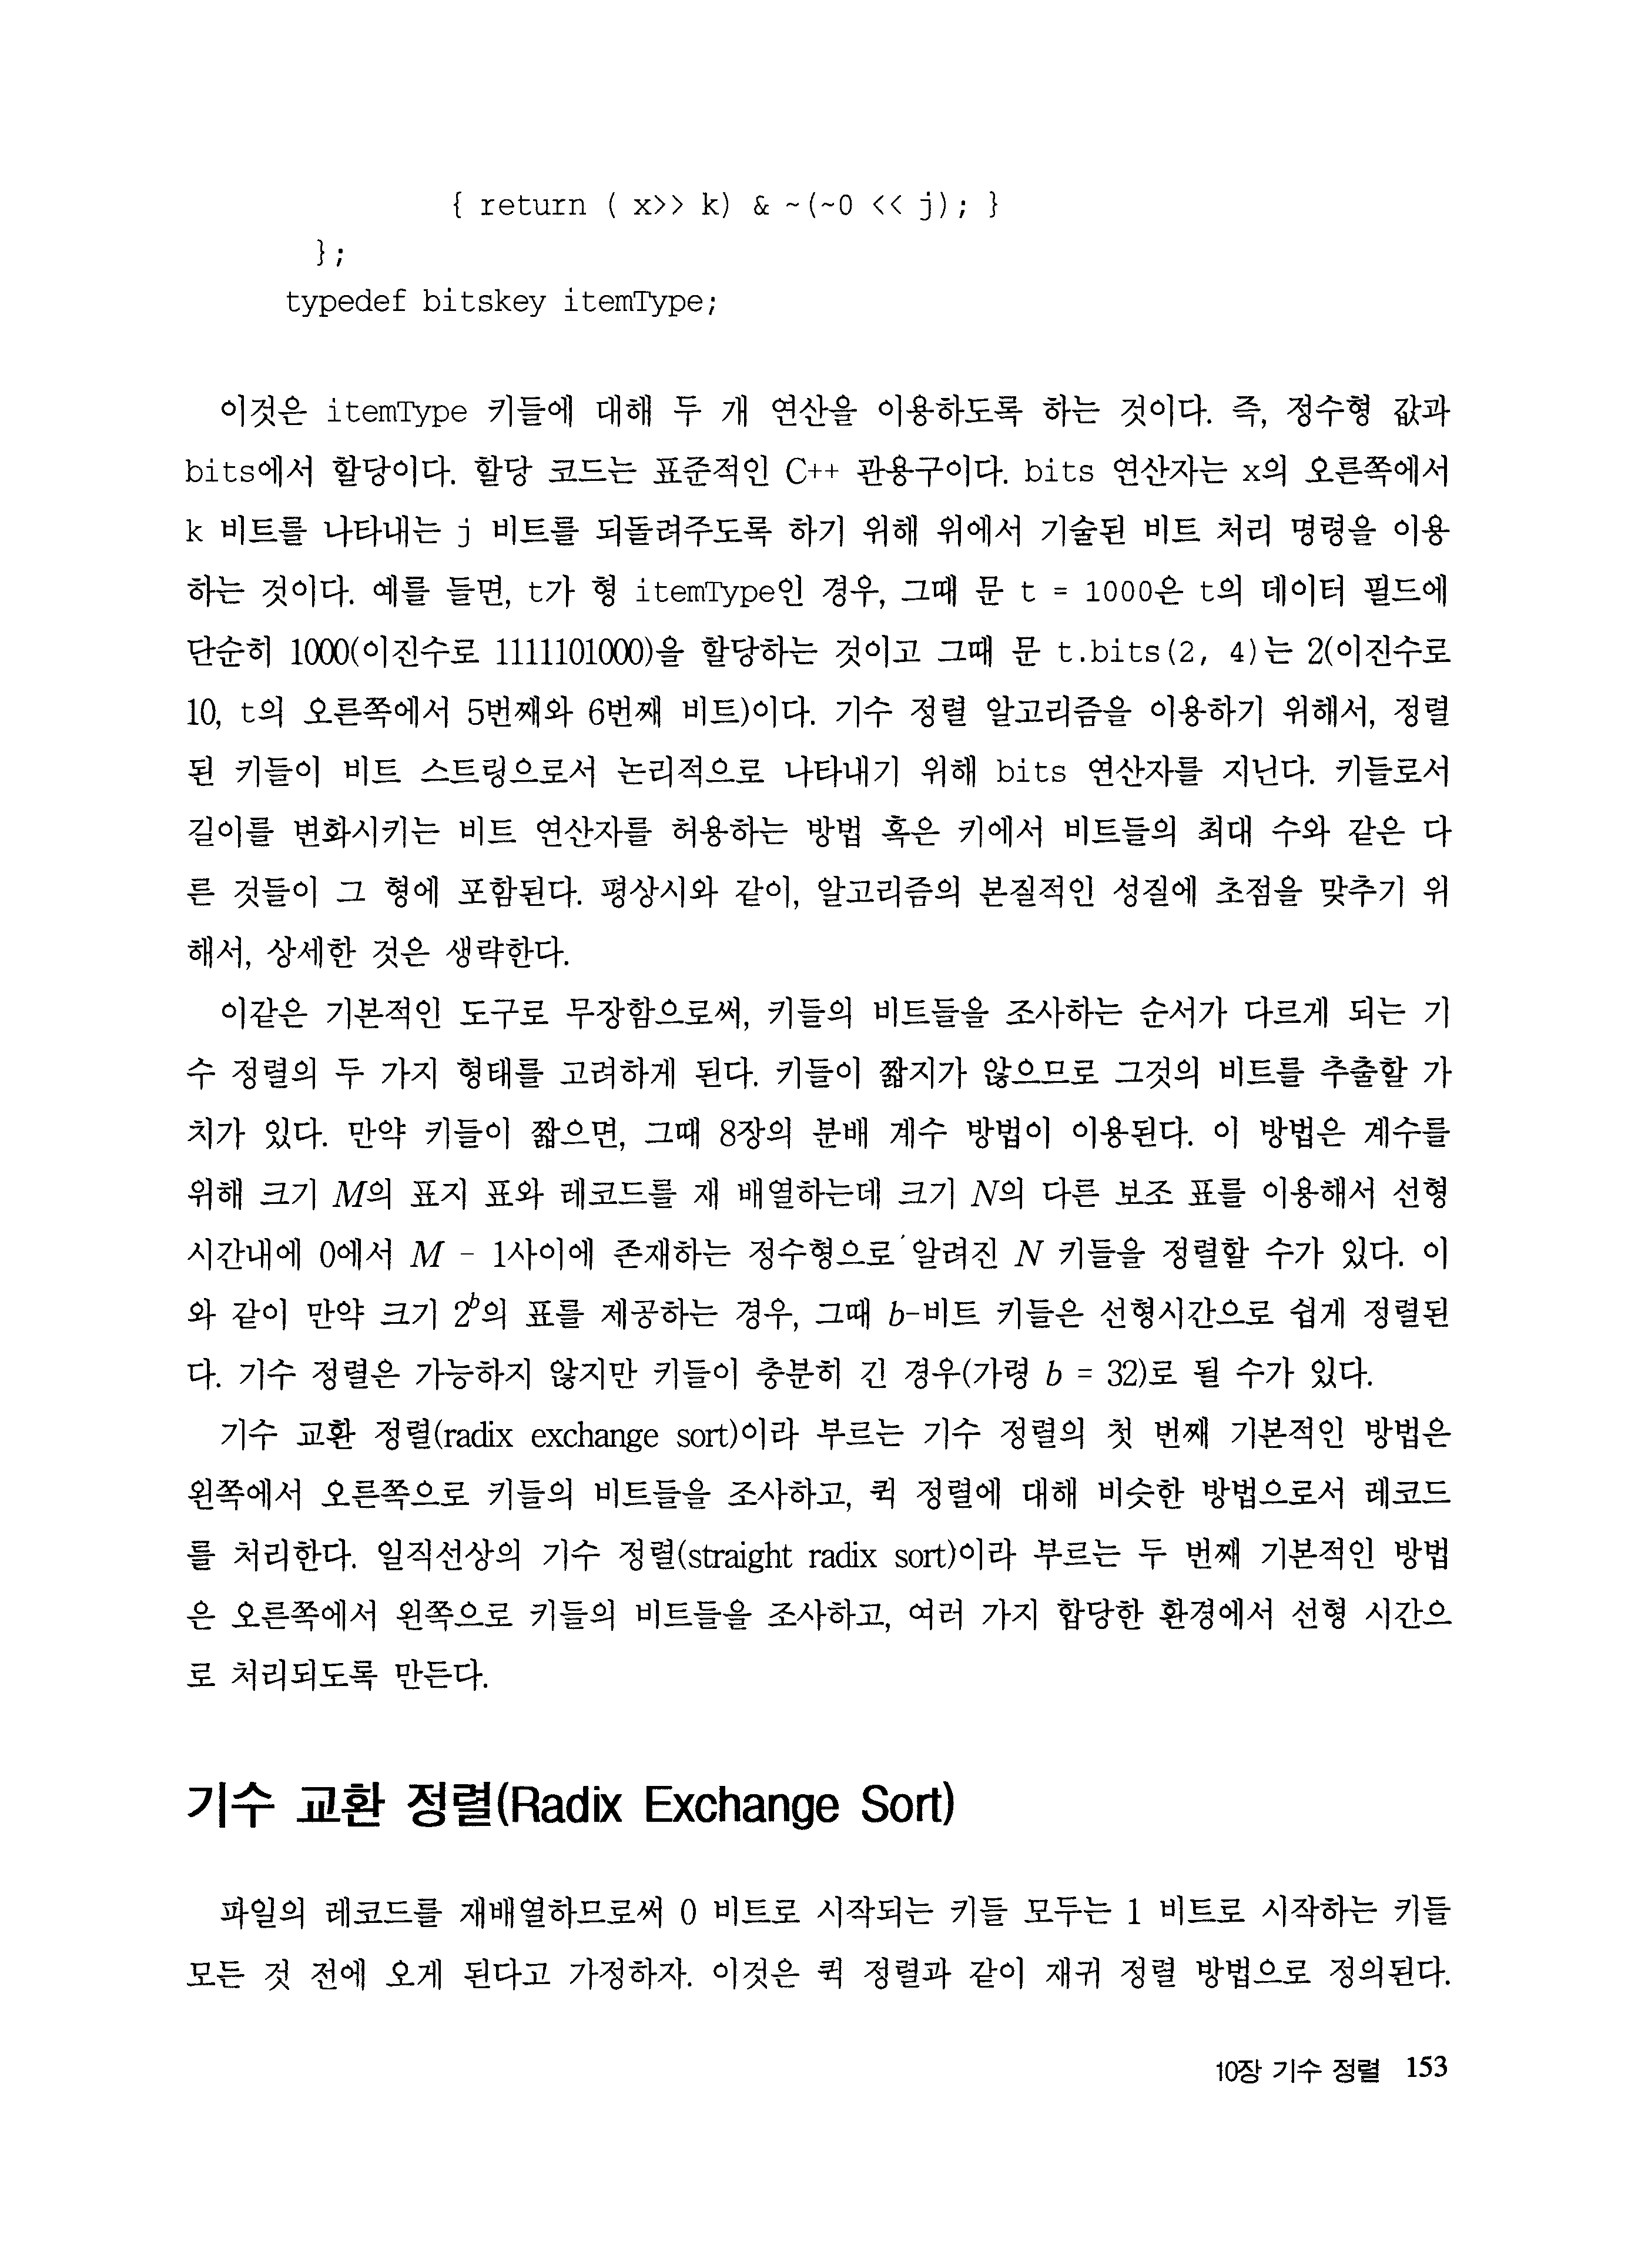 { return ( x>> k) & ~(~0 << j); }
};
typedef bitskey itemType;
이것은 itemType 키들에 대해 두 개 연산을 이용하도록 하는 것이다. 즉, 정수형 값과
bits에서 할당이다. 할당 코드는 표준적인 C++ 관용구이다. bits 연산자는 x의 오른쪽에서
k 비트를 나타내는 j 비트를 되돌려주도록 하기 위해 위에서 기술된 비트 처리 명령을 이용
하는 것이다. 예를 들면, t가 형 itemType인 경우, 그때 문 t = 1000은 t의 데이터 필드에
단순히 1000(이진수로 1111101000)을 할당하는 것이고 그때 문 t.bits(2, 4)는 2(이진수로
10, t의 오른쪽에서 5번째와 6번째 비트)이다. 기수 정렬 알고리즘을 이용하기 위해서, 정렬
된 키들이 비트 스트링으로서 논리적으로 나타내기 위해 bits 연산자를 지닌다. 키들로서
길이를 변화시키는 비트 연산자를 허용하는 방법 혹은 키에서 비트들의 최대 수와 같은 다
른 것들이 그 형에 포함된다. 평상시와 같이, 알고리즘의 본질적인 성질에 초점을 맞추기 위
해서, 상세한 것은 생략한다.
이같은 기본적인 도구로 무장함으로써, 키들의 비트들을 조사하는 순서가 다르게 되는 기
수 정렬의 두 가지 형태를 고려하게 된다. 키들이 짧지가 않으므로 그것의 비트를 추출할 가
치가 있다. 만약 키들이 짧으면, 그때 8장의 분배 계수 방법이 이용된다. 이 방법은 계수를
위해 크기 M의 표지 표와 레코드를 재 배열하는데 크기 N의 다른 보조 표를 이용해서 선형
시간내에 0에서 M - 1사이에 존재하는 정수형으로 알려진 N 키들을 정렬할 수가 있다. 이
와 같이 만약 크기 2ᵇ의 표를 제공하는 경우, 그때 b-비트 키들은 선형시간으로 쉽게 정렬된
다. 기수 정렬은 가능하지 않지만 키들이 충분히 긴 경우(가령 b = 32)로 될 수가 있다.
기수 교환 정렬(radix exchange sort)이라 부르는 기수 정렬의 첫 번째 기본적인 방법은
왼쪽에서 오른쪽으로 키들의 비트들을 조사하고, 퀵 정렬에 대해 비슷한 방법으로서 레코드
를 처리한다. 일직선상의 기수 정렬(straight radix sort)이라 부르는 두 번째 기본적인 방법
은 오른쪽에서 왼쪽으로 키들의 비트들을 조사하고, 여러 가지 합당한 환경에서 선형 시간으
로 처리되도록 만든다.
기수 교환 정렬(Radix Exchange Sort)
파일의 레코드를 재배열하므로써 0 비트로 시작되는 키들 모두는 1 비트로 시작하는 키들
모든 것 전에 오게 된다고 가정하자. 이것은 퀵 정렬과 같이 재귀 정렬 방법으로 정의된다.
10장 기수 정렬 153